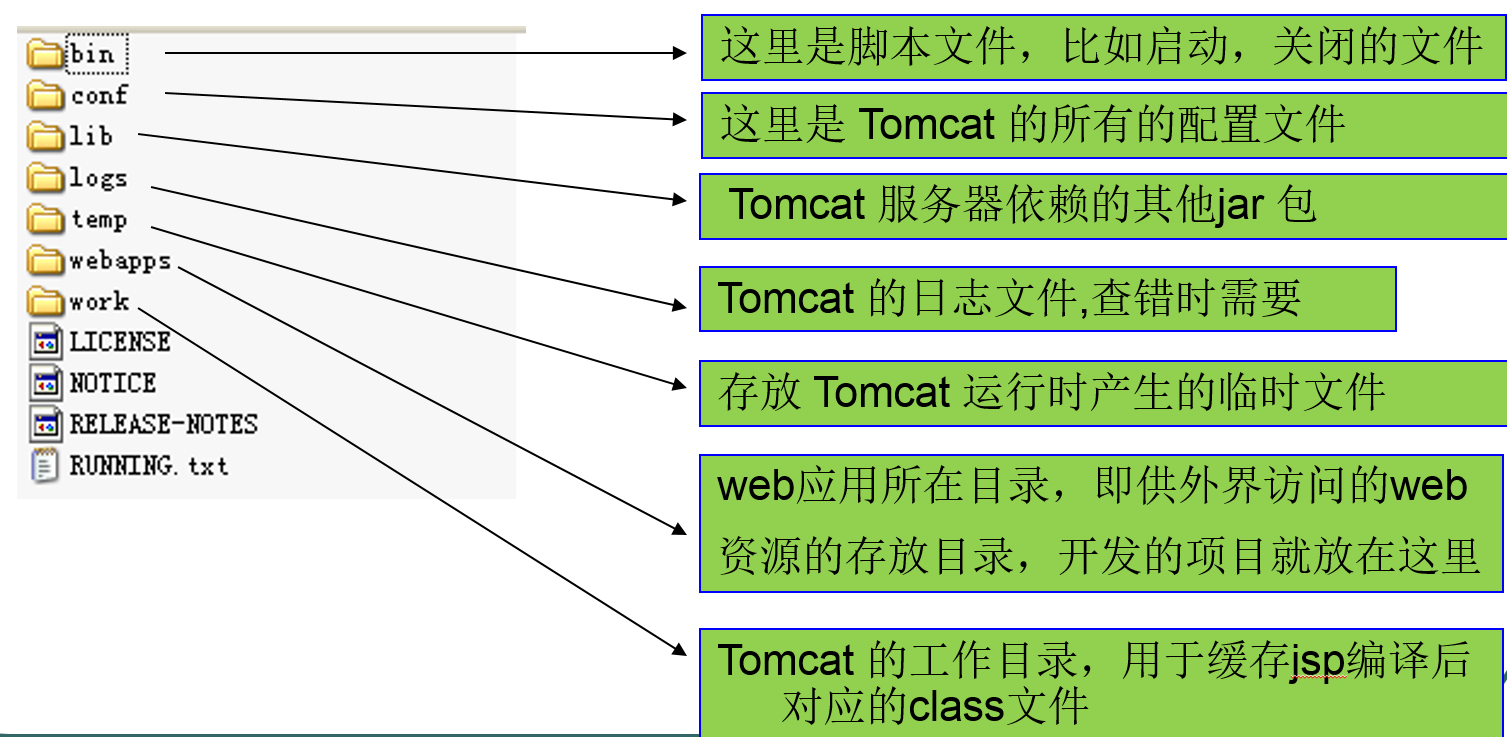 bin
conf
lib
logs
temp
webapps
work
LICENSE
NOTICE
RELEASE-NOTES
RUNNING.txt
这里是脚本文件，比如启动，关闭的文件
这里是 Tomcat 的所有的配置文件
Tomcat 服务器依赖的其他jar 包
Tomcat 的日志文件,查错时需要
存放 Tomcat 运行时产生的临时文件
web应用所在目录，即供外界访问的web
资源的存放目录，开发的项目就放在这里
Tomcat 的工作目录，用于缓存jsp编译后
对应的class文件